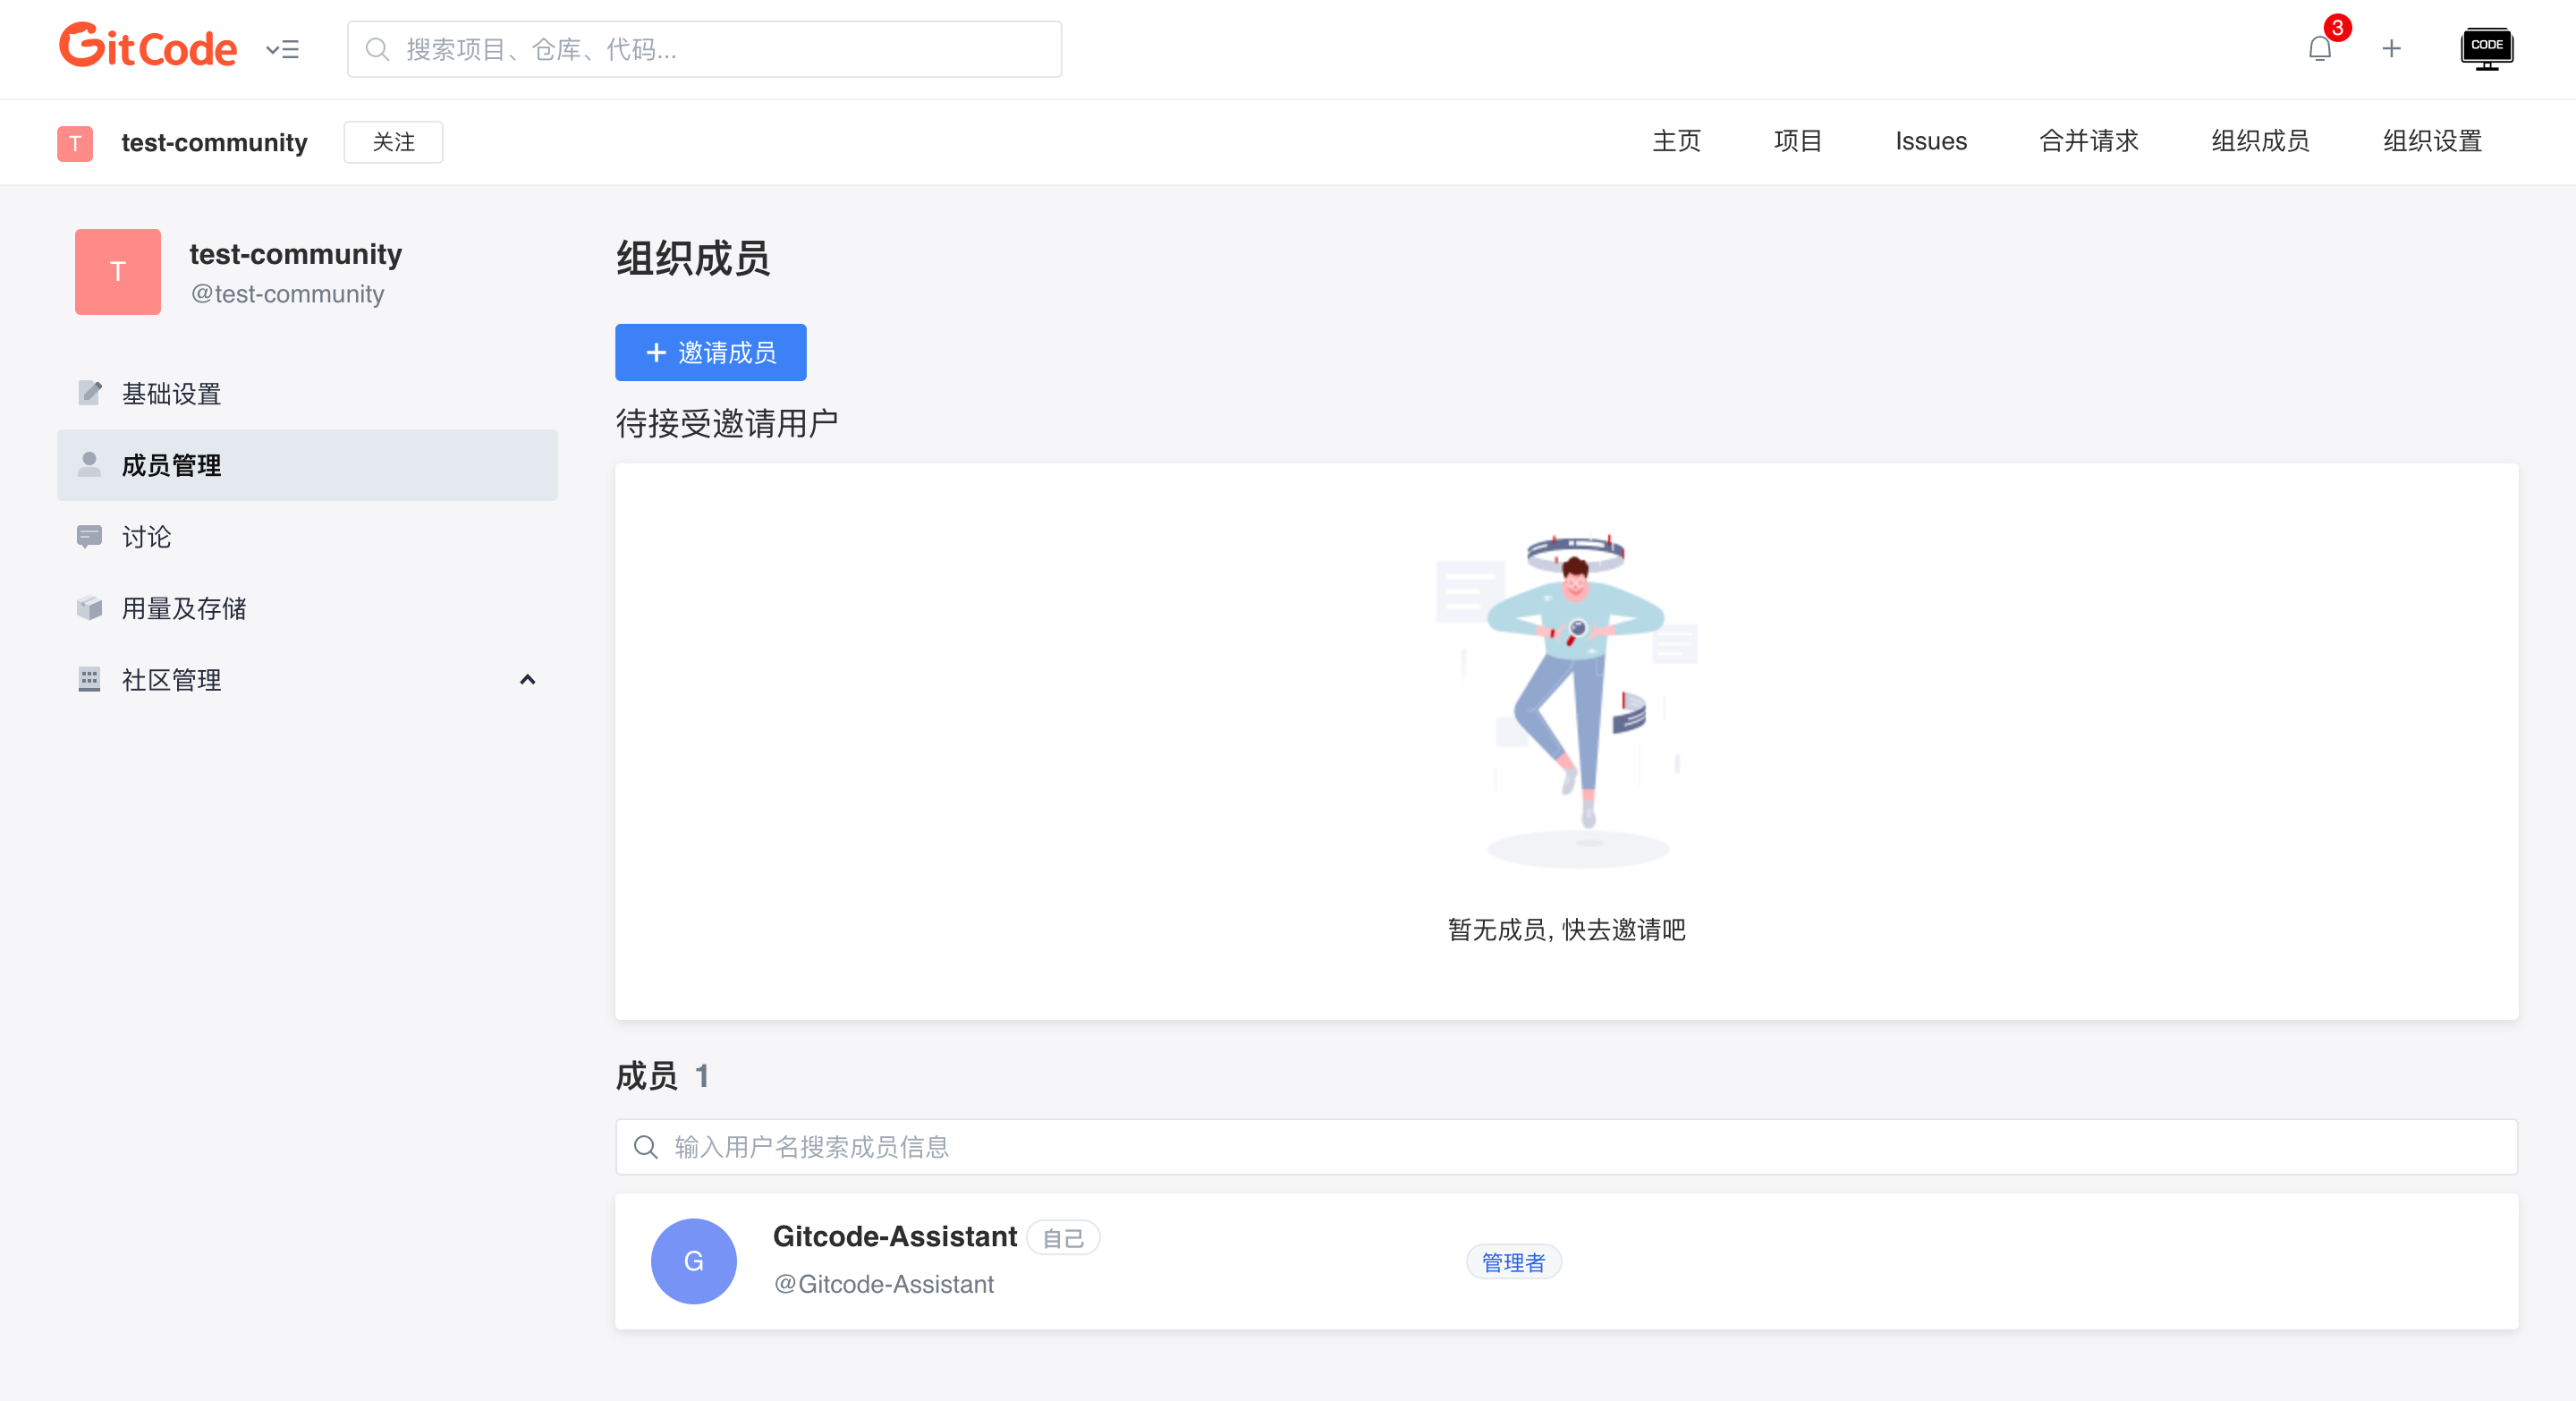 GitCode
搜索项目、仓库、代码...
3
CODE
T
test-community
关注
主页
项目
Issues
合并请求
组织成员
组织设置
T
test-community
@test-community
基础设置
成员管理
讨论
用量及存储
社区管理
组织成员
邀请成员
待接受邀请用户
暂无成员, 快去邀请吧
成员 1
输入用户名搜索成员信息
G
Gitcode-Assistant 自己
@Gitcode-Assistant
管理者